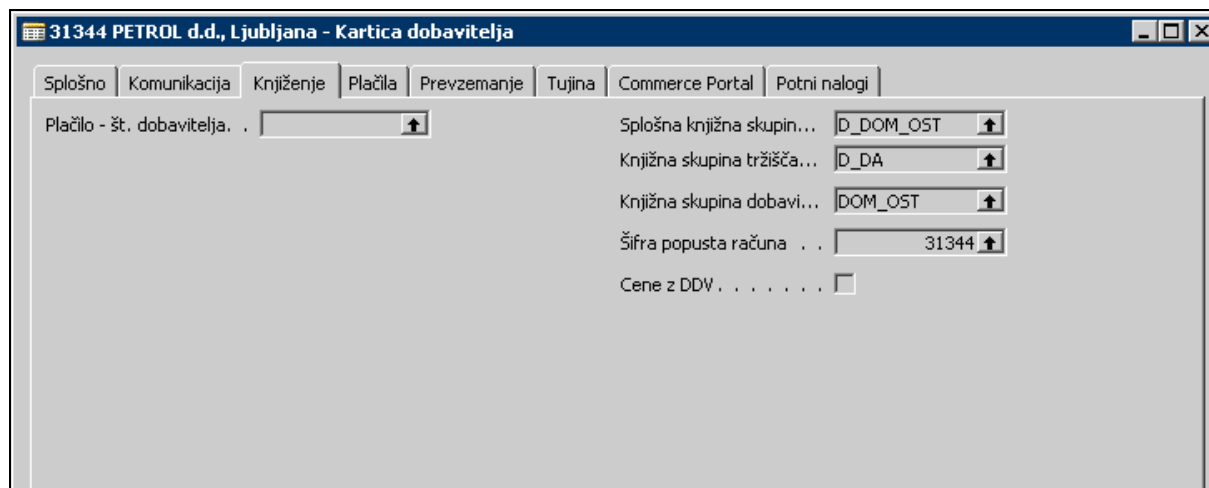 31344 PETROL d.d., Ljubljana - Kartica dobavitelja
Splošno Komunikacija Knjiženje Plačila Prevzemanje Tujina Commerce Portal Potni nalogi
Plačilo - št. dobavitelja. . Splošna knjižna skupin... D_DOM_OST
Knjižna skupina tržišča... D_DA
Knjižna skupina dobavi... DOM_OST
Šifra popusta računa . . 31344
Cene z DDV . . . . . . .